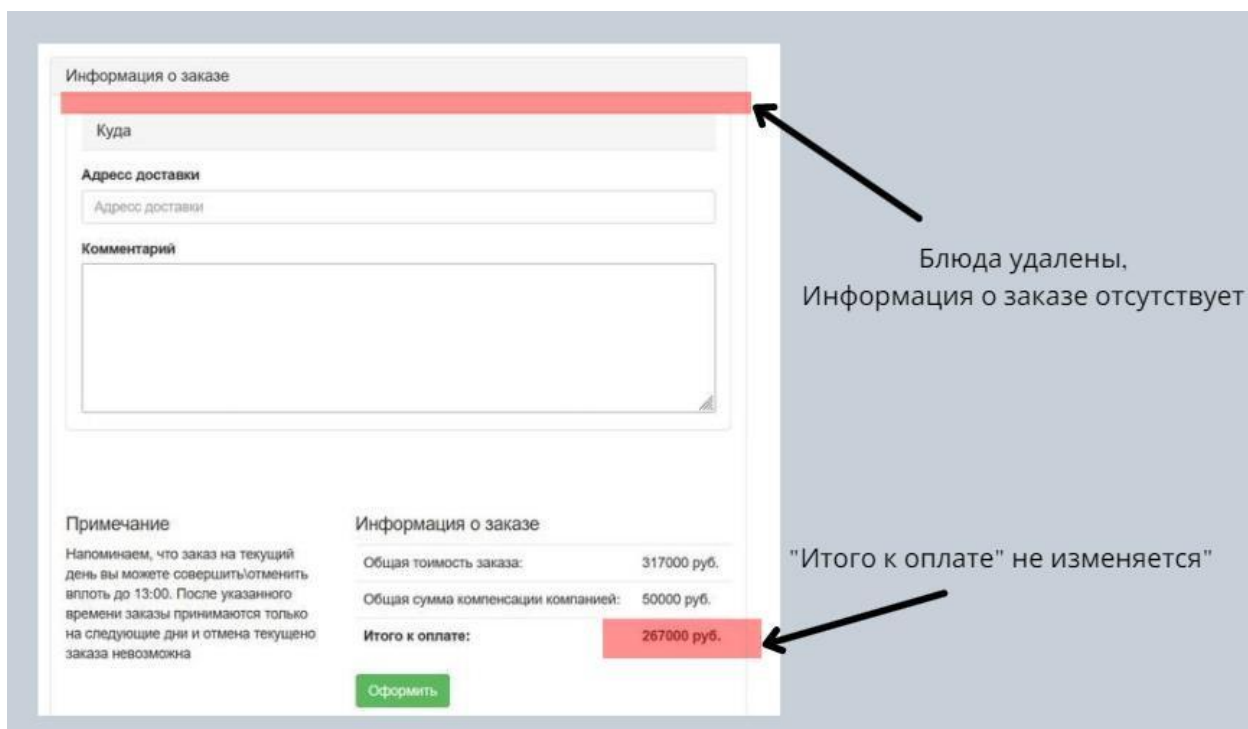 Информация о заказе
Куда
Адресс доставки
Адресс доставки
Комментарий
Блюда удалены,
Информация о заказе отсутствует
Примечание
Напоминаем, что заказ на текущий
день вы можете совершить\отменить
вплоть до 13:00. После указанного
времени заказы принимаются только
на следующие дни и отмена текущено
заказа невозможна
Информация о заказе
Общая тоимость заказа: 317000 руб.
Общая сумма компенсации компанией: 50000 руб.
Итого к оплате: 267000 руб.
Оформить
"Итого к оплате" не изменяется"